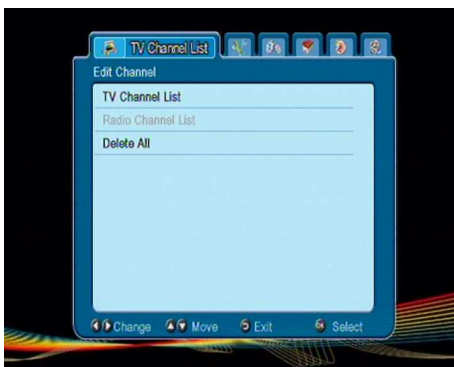 TV Channel List
Edit Channel
TV Channel List
Radio Channel List
Delete All
Change Move Exit Select